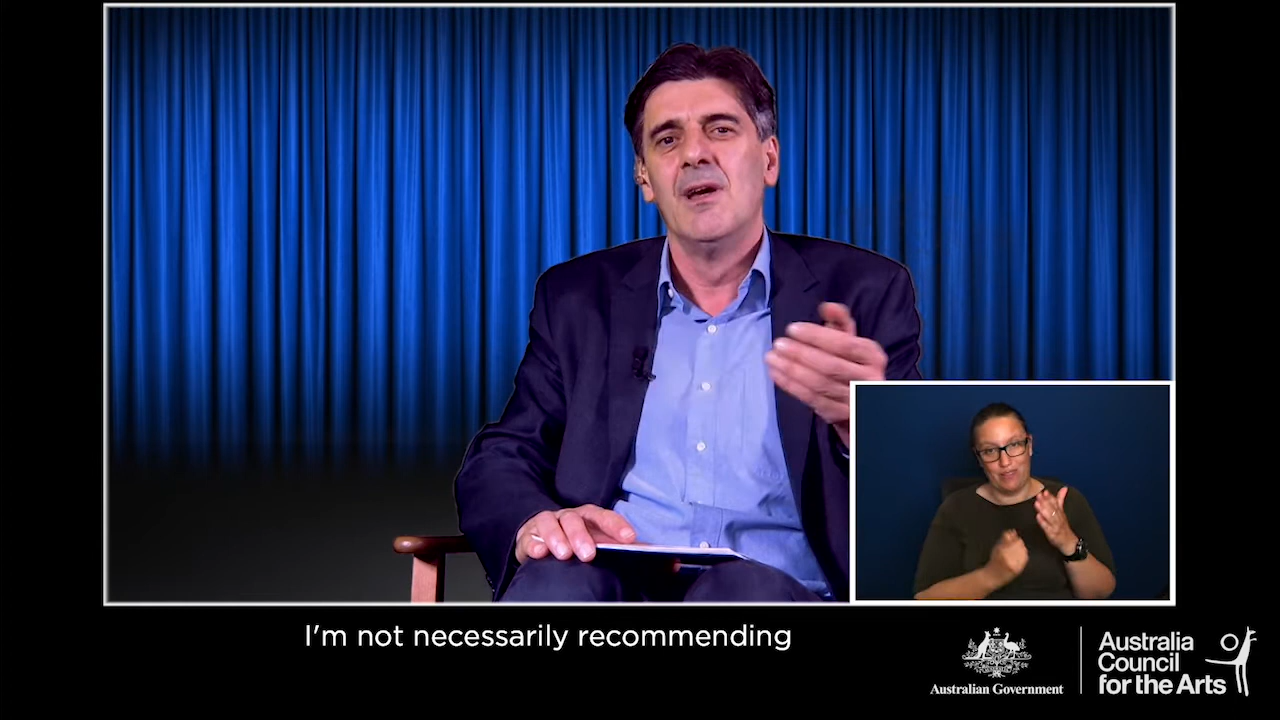 I'm not necessarily recommending
Australian Government
Australia
Council
for the Arts